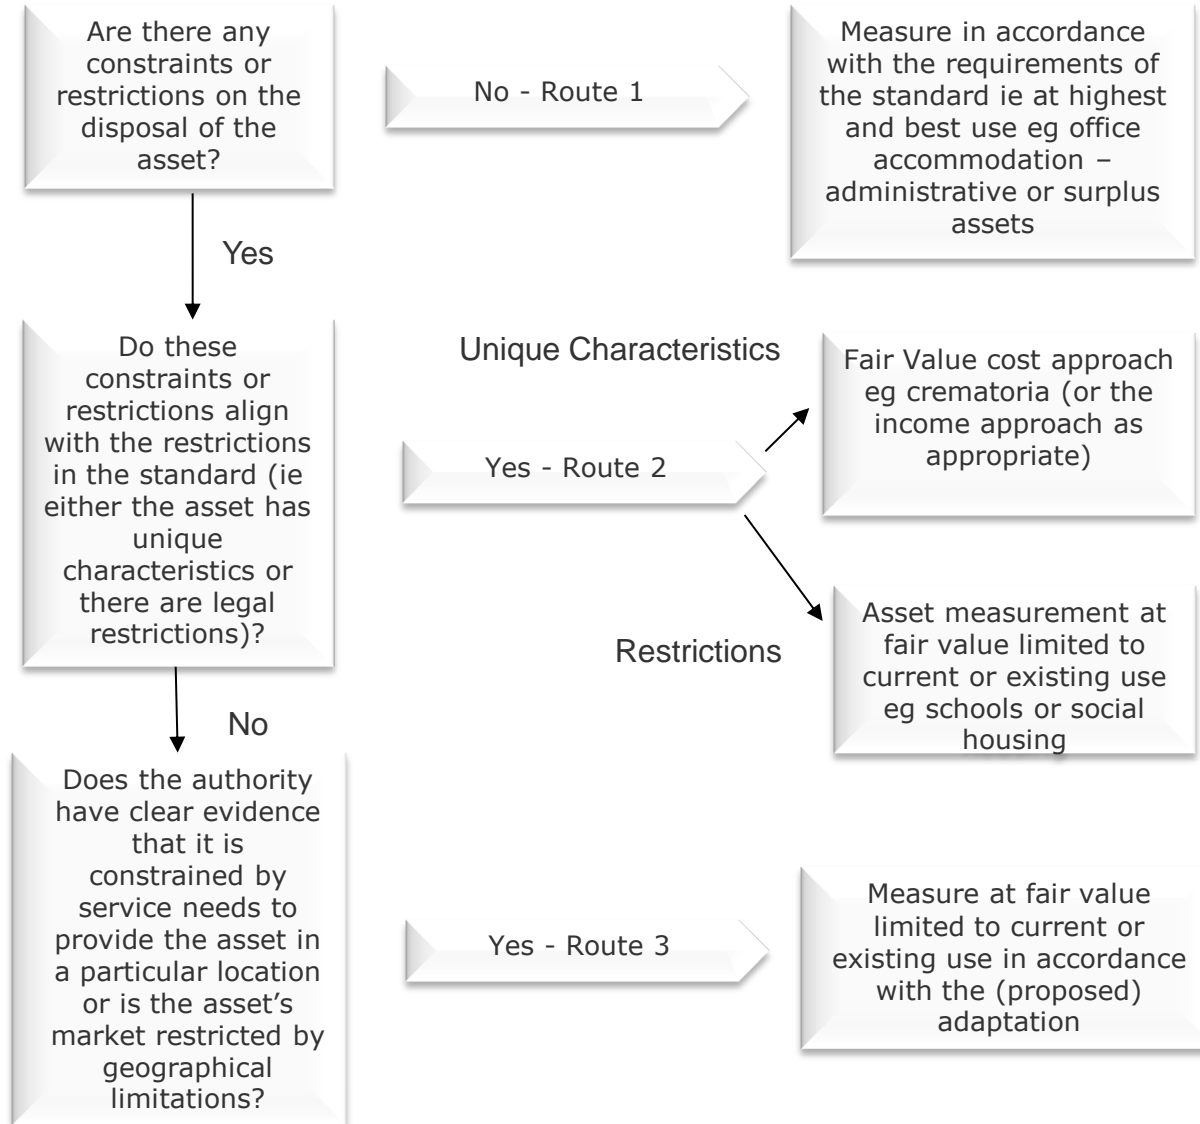 Are there any
constraints or
restrictions on the
disposal of the
asset?
No - Route 1
Measure in accordance
with the requirements of
the standard ie at highest
and best use eg office
accommodation –
administrative or surplus
assets
Yes
Do these
constraints or
restrictions align
with the restrictions
in the standard (ie
either the asset has
unique
characteristics or
there are legal
restrictions)?
Yes - Route 2
Unique Characteristics
Fair Value cost approach
eg crematoria (or the
income approach as
appropriate)
Restrictions
Asset measurement at
fair value limited to
current or existing use
eg schools or social
housing
No
Does the authority
have clear evidence
that it is
constrained by
service needs to
provide the asset in
a particular location
or is the asset’s
market restricted by
geographical
limitations?
Yes - Route 3
Measure at fair value
limited to current or
existing use in accordance
with the (proposed)
adaptation